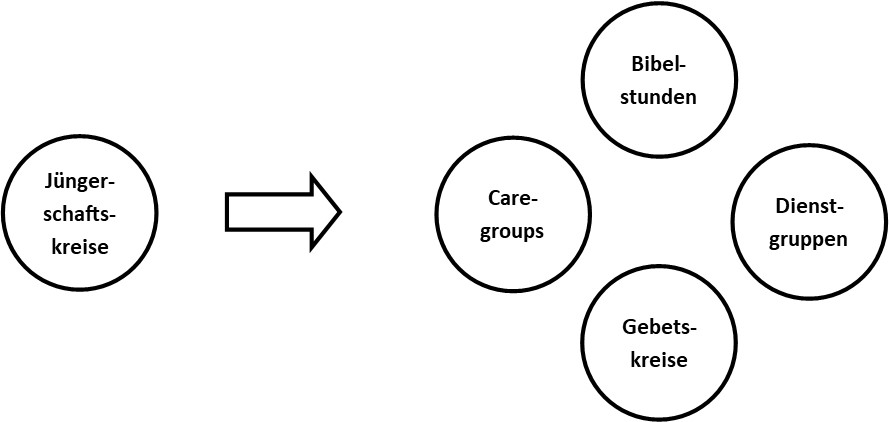 Jünger-
schafts-
kreise
Bibel-
stunden
Care-
groups
Dienst-
gruppen
Gebets-
kreise